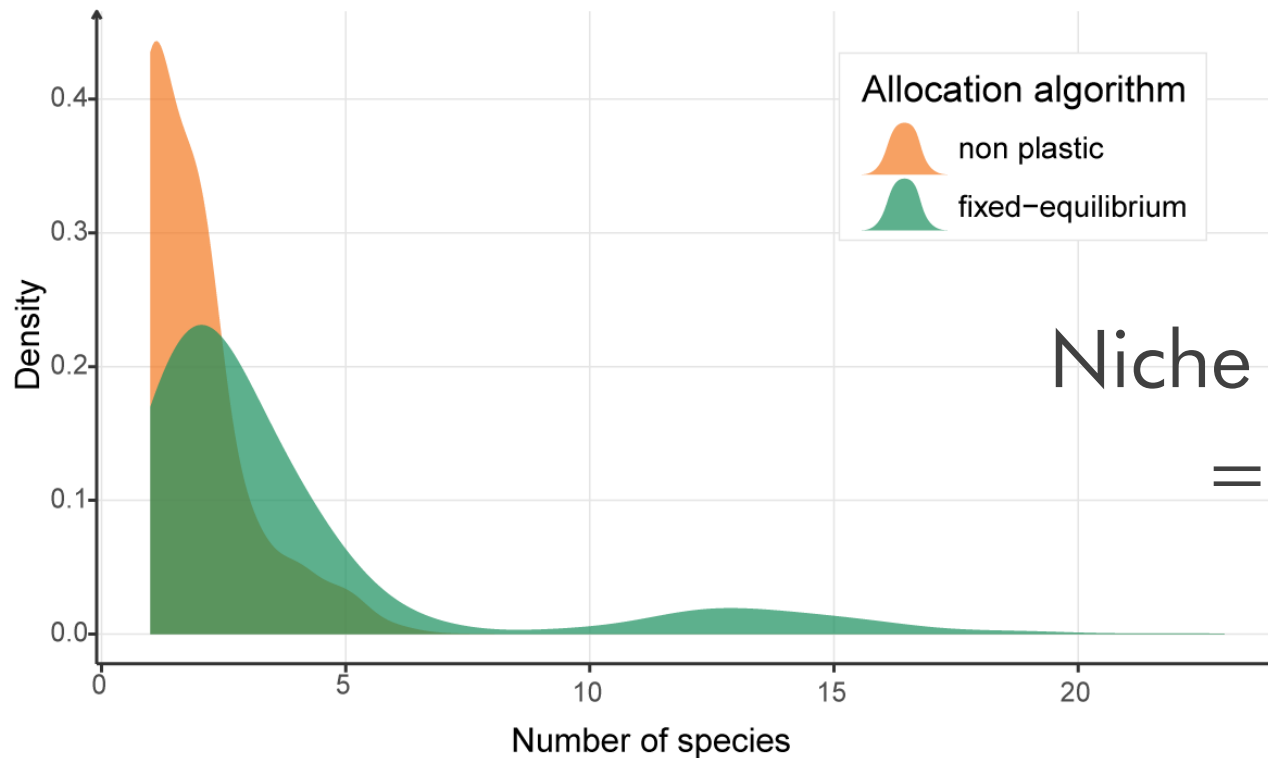 Allocation algorithm
non plastic
fixed−equilibrium
Density
0.4
0.3
0.2
0.1
0.0
Niche
=
0
5
10
15
20
Number of species